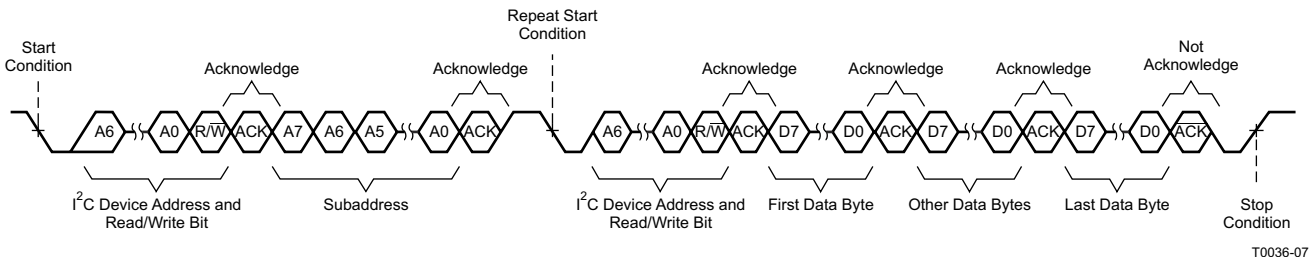 Repeat Start
Condition
Start
Condition
Not
Acknowledge
Acknowledge
Acknowledge
Acknowledge
Acknowledge
Acknowledge
A6 A0 R/W̅ ACK A7 A6 A5 A0 ACK A6 A0 R/W̅ ACK D7 D0 ACK D7 D0 ACK D7 D0 A̅C̅K̅
I²C Device Address and
Read/Write Bit
Subaddress
I²C Device Address and
Read/Write Bit
First Data Byte
Other Data Bytes
Last Data Byte
Stop
Condition
T0036-07